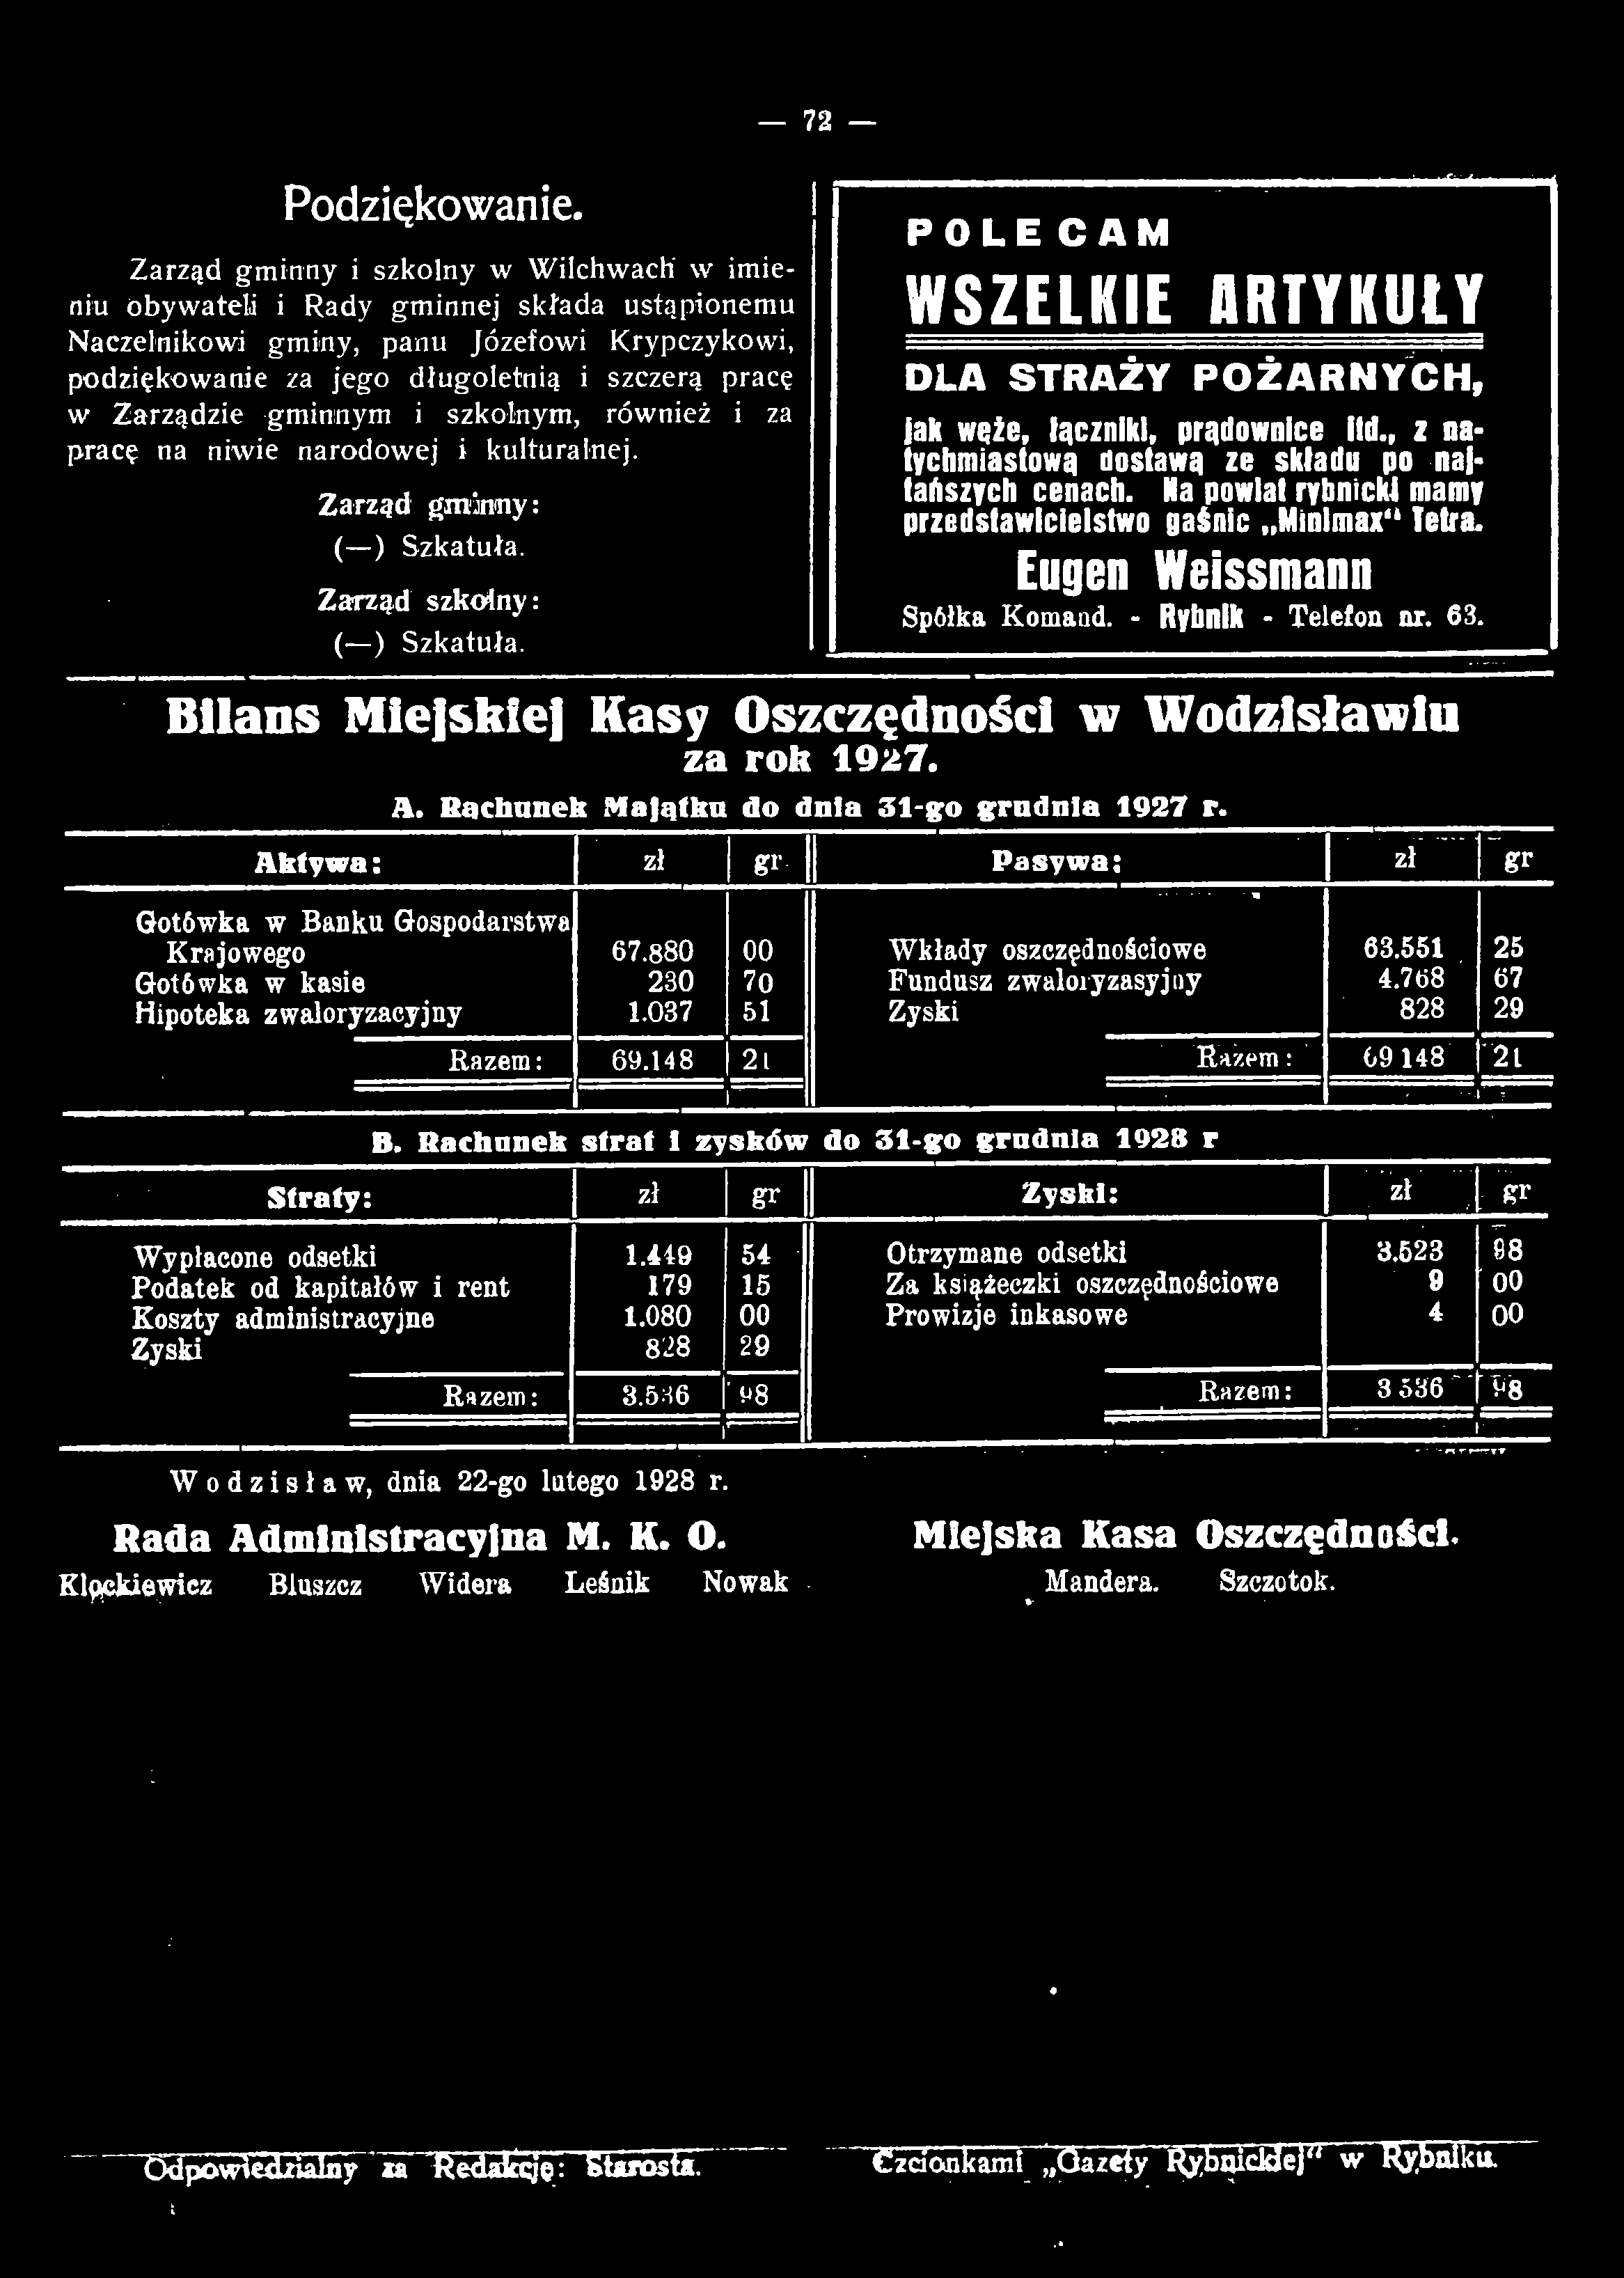 — 72 —
Podziękowanie.
Zarząd gminny i szkolny w Wilchwach w imie-
niu obywateli i Rady gminnej składa ustąpionemu
Naczelnikowi gminy, panu Józefowi Krypczykowi,
podziękowanie za jego długoletnią i szczerą pracę
w Zarządzie gminnym i szkolnym, również i za
pracę na niwie narodowej i kulturalnej.
Zarząd gminny:
(—) Szkatuła.
Zarząd szkolny:
(—) Szkatuła.
POLECAM
WSZELKIE ARTYKUŁY
DLA STRAŻY POŻARNYCH,
jak węże, łączniki, prądownice itd., z na-
tychmiastową dostawą ze składu po naj-
tańszych cenach. Na powiat rybnicki mamy
przedstawicielstwo gaśnic „Minimax“ Tetra.
Eugen Weissmann
Spółka Komand. - Rybnik - Telefon nr. 63.
Bilans Miejskiej Kasy Oszczędności w Wodzisławiu
za rok 1927.
A. Rachunek Majątku do dnia 31-go grudnia 1927 r.
Aktywa: zł gr Pasywa: zł gr
Gotówka w Banku Gospodarstwa
Krajowego 67.880 00 Wkłady oszczędnościowe 63.551 25
Gotówka w kasie 230 70 Fundusz zwaloryzasyjny 4.768 67
Hipoteka zwaloryzacyjny 1.037 51 Zyski 828 29
Razem: 69.148 21 Razem: 69 148 21
B. Rachunek strat i zysków do 31-go grudnia 1928 r
Straty: zł gr Zyski: zł gr
Wypłacone odsetki 1.449 54 Otrzymane odsetki 3.523 98
Podatek od kapitałów i rent 179 15 Za książeczki oszczędnościowe 9 00
Koszty administracyjne 1.080 00 Prowizje inkasowe 4 00
Zyski 828 29
Razem: 3.536 98 Razem: 3 536 98
Wodzisław, dnia 22-go lutego 1928 r.
Rada Administracyjna M. K. O. Miejska Kasa Oszczędności.
Bluszcz Widera Leśnik Nowak Mandera. Szczotok.
Odpowiedzialny za Redakcję: Starosta. Czcionkami „Gazety Rybnickiej“ w Rybniku.